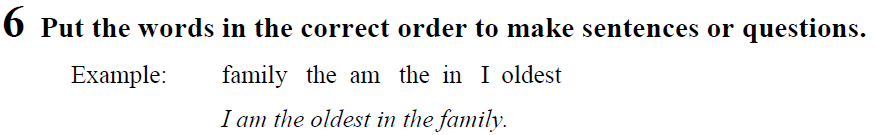 6 Put the words in the correct order to make sentences or questions.
Example: family the am the in I oldest
I am the oldest in the family.